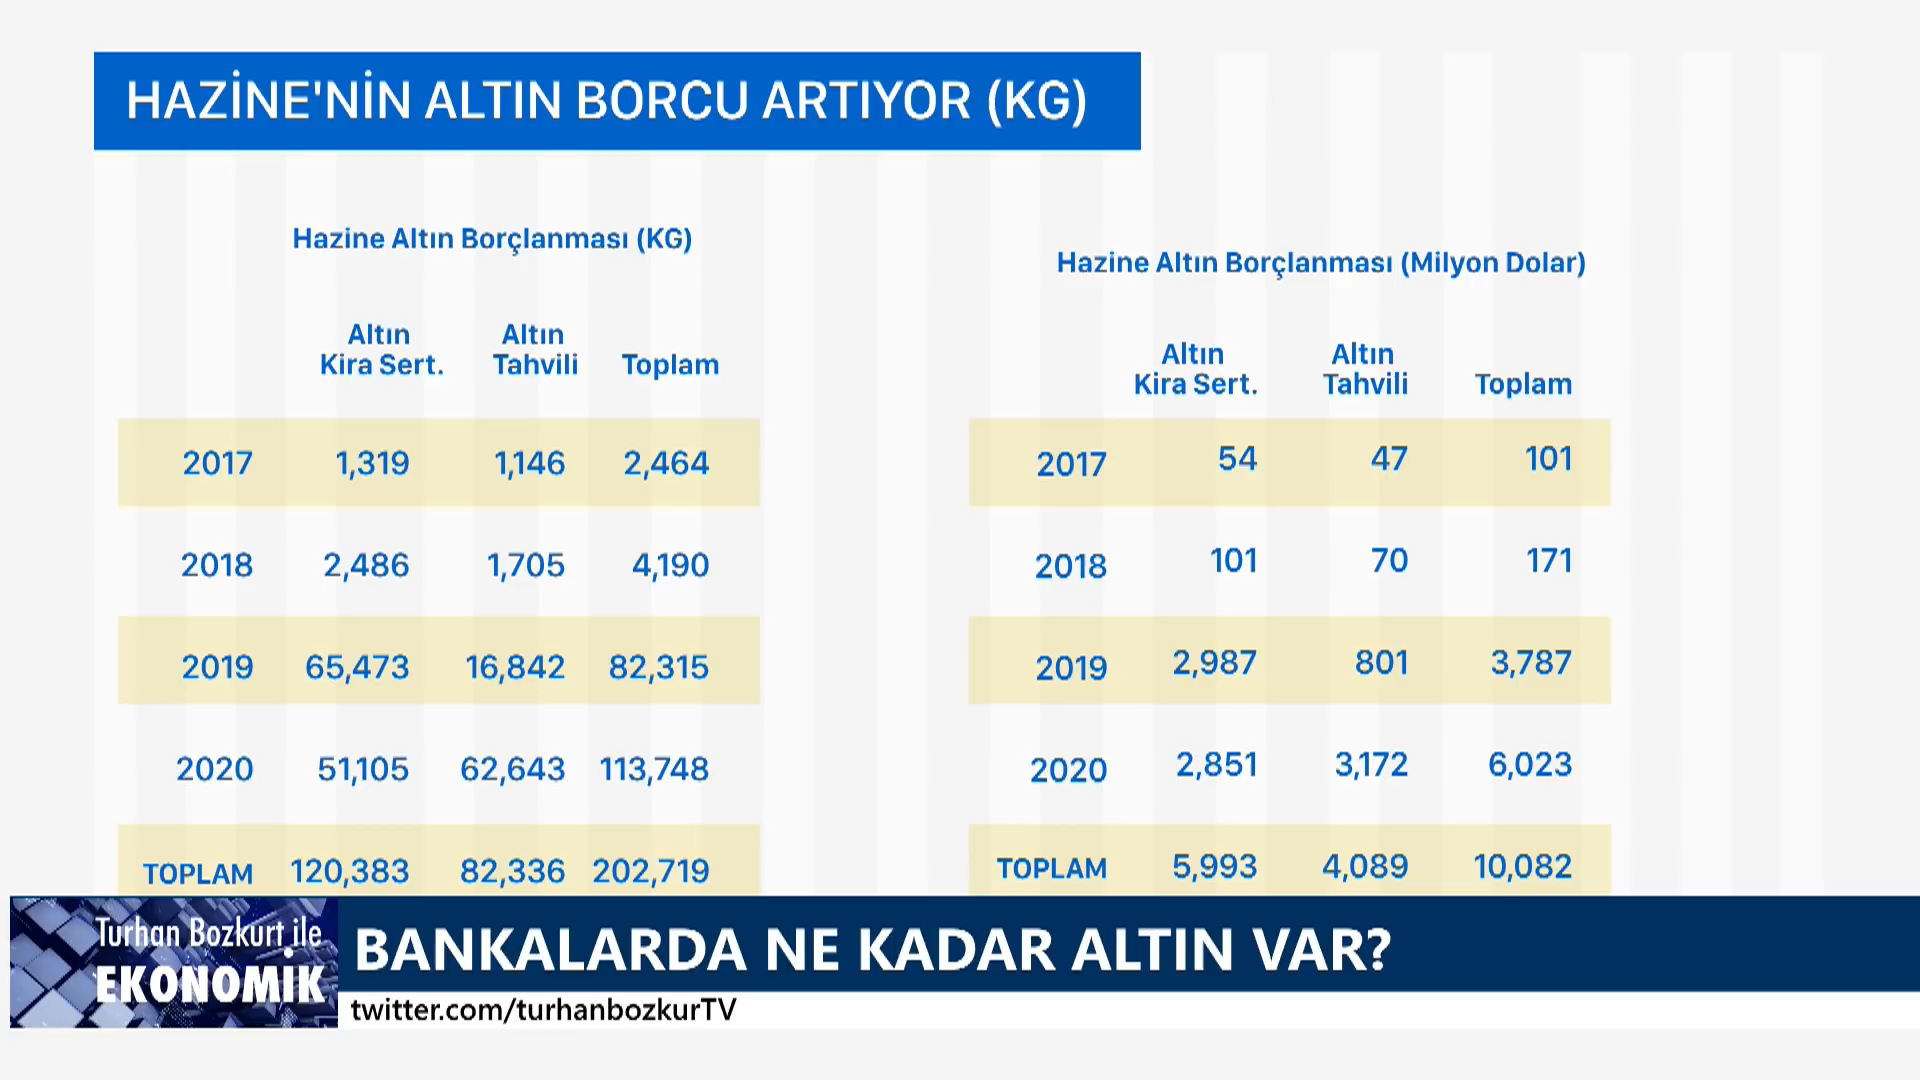 HAZİNE'NİN ALTIN BORCU ARTIYOR (KG)
Hazine Altın Borçlanması (KG)
Altın Altın
Kira Sert. Tahvili Toplam
2017 1,319 1,146 2,464
2018 2,486 1,705 4,190
2019 65,473 16,842 82,315
2020 51,105 62,643 113,748
TOPLAM 120,383 82,336 202,719
Hazine Altın Borçlanması (Milyon Dolar)
Altın Altın
Kira Sert. Tahvili Toplam
2017 54 47 101
2018 101 70 171
2019 2,987 801 3,787
2020 2,851 3,172 6,023
TOPLAM 5,993 4,089 10,082
Turhan Bozkurt ile
EKONOMİK
BANKALARDA NE KADAR ALTIN VAR?
twitter.com/turhanbozkurTV